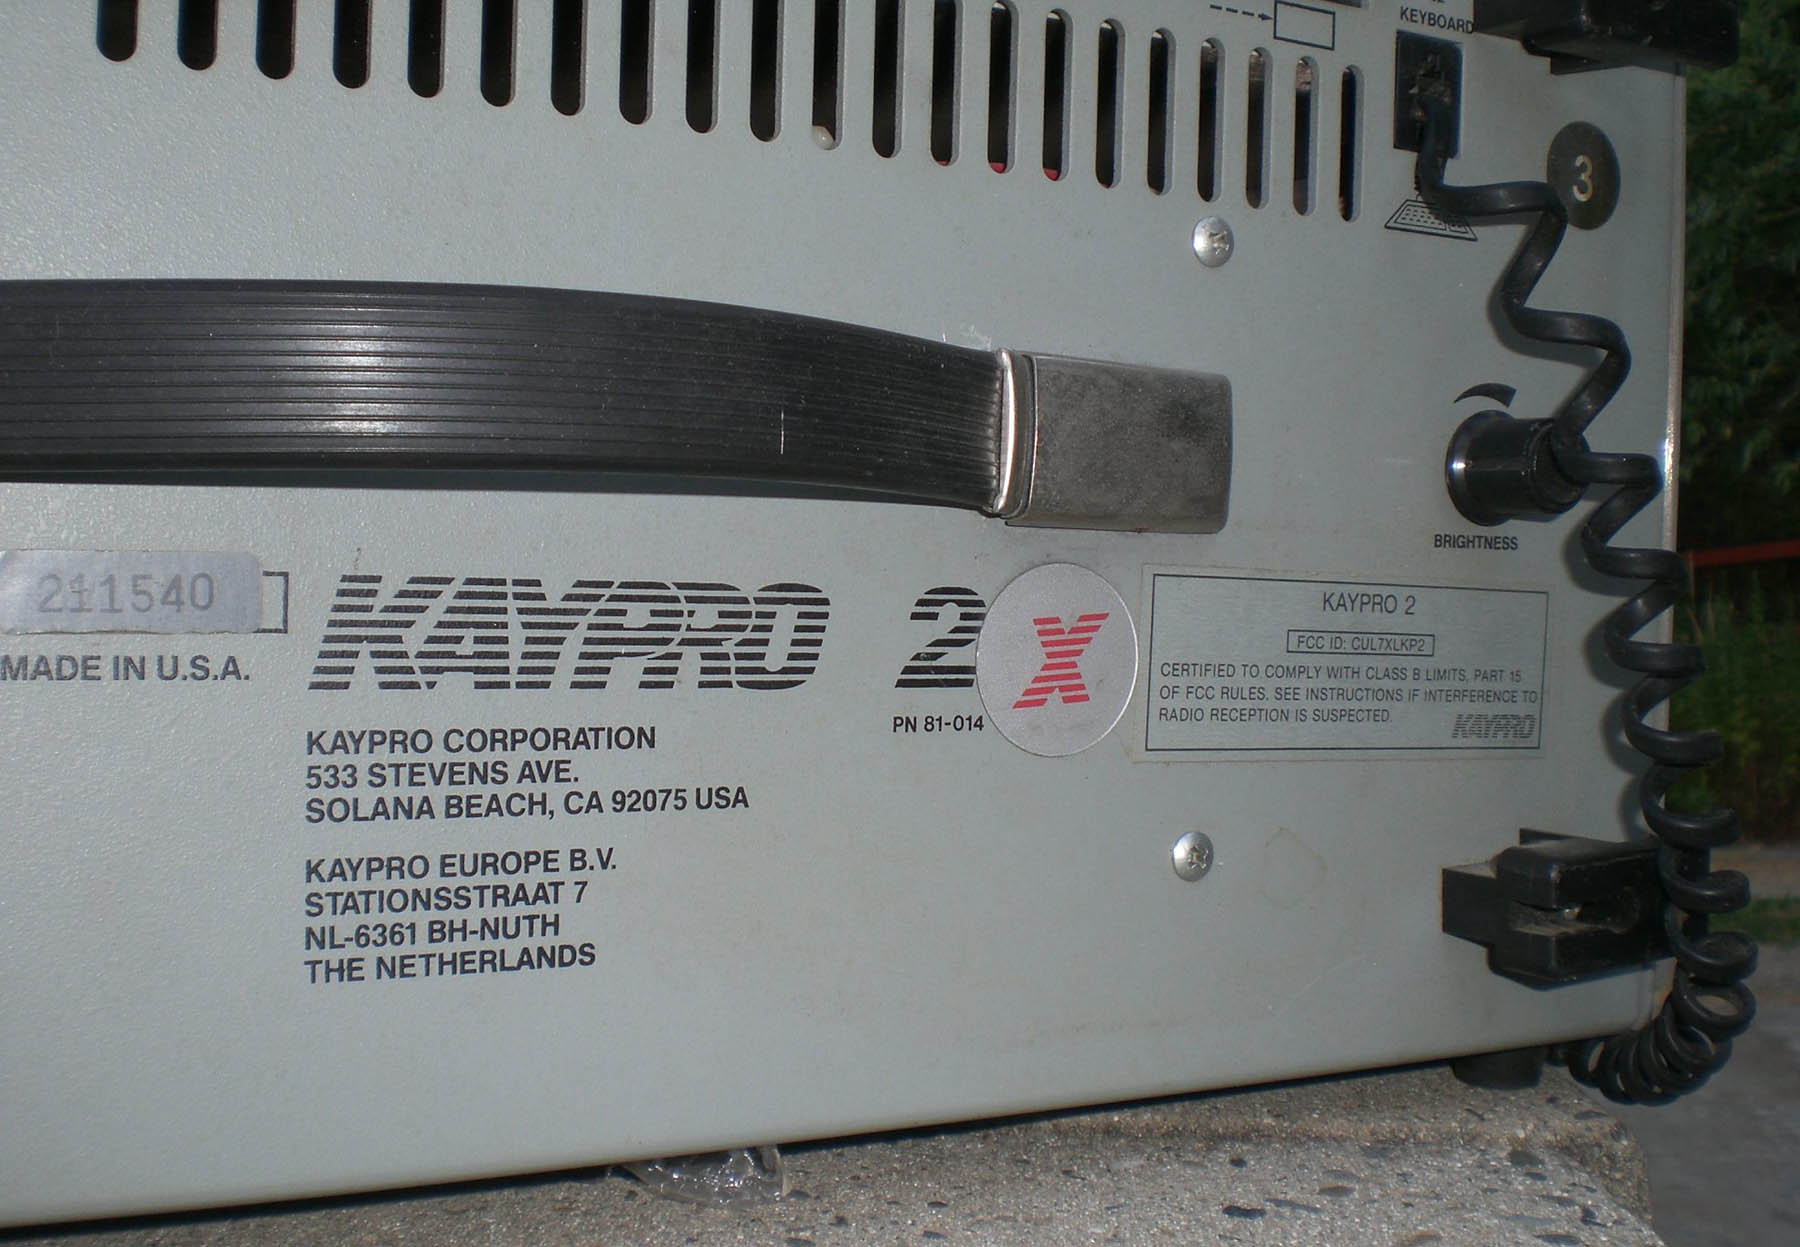 KEYBOARD
3
BRIGHTNESS
211540
MADE IN U.S.A.
KAYPRO 2X
PN 81-014
KAYPRO CORPORATION
533 STEVENS AVE.
SOLANA BEACH, CA 92075 USA
KAYPRO EUROPE B.V.
STATIONSSTRAAT 7
NL-6361 BH-NUTH
THE NETHERLANDS
KAYPRO 2
FCC ID: CUL7XLKP2
CERTIFIED TO COMPLY WITH CLASS B LIMITS, PART 15
OF FCC RULES. SEE INSTRUCTIONS IF INTERFERENCE TO
RADIO RECEPTION IS SUSPECTED.
KAYPRO